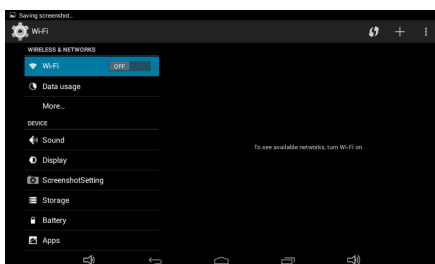 Saving screenshot...
Wi-Fi
WIRELESS & NETWORKS
Wi-Fi OFF
Data usage
More...
DEVICE
Sound
To see available networks, turn Wi-Fi on.
Display
ScreenshotSetting
Storage
Battery
Apps